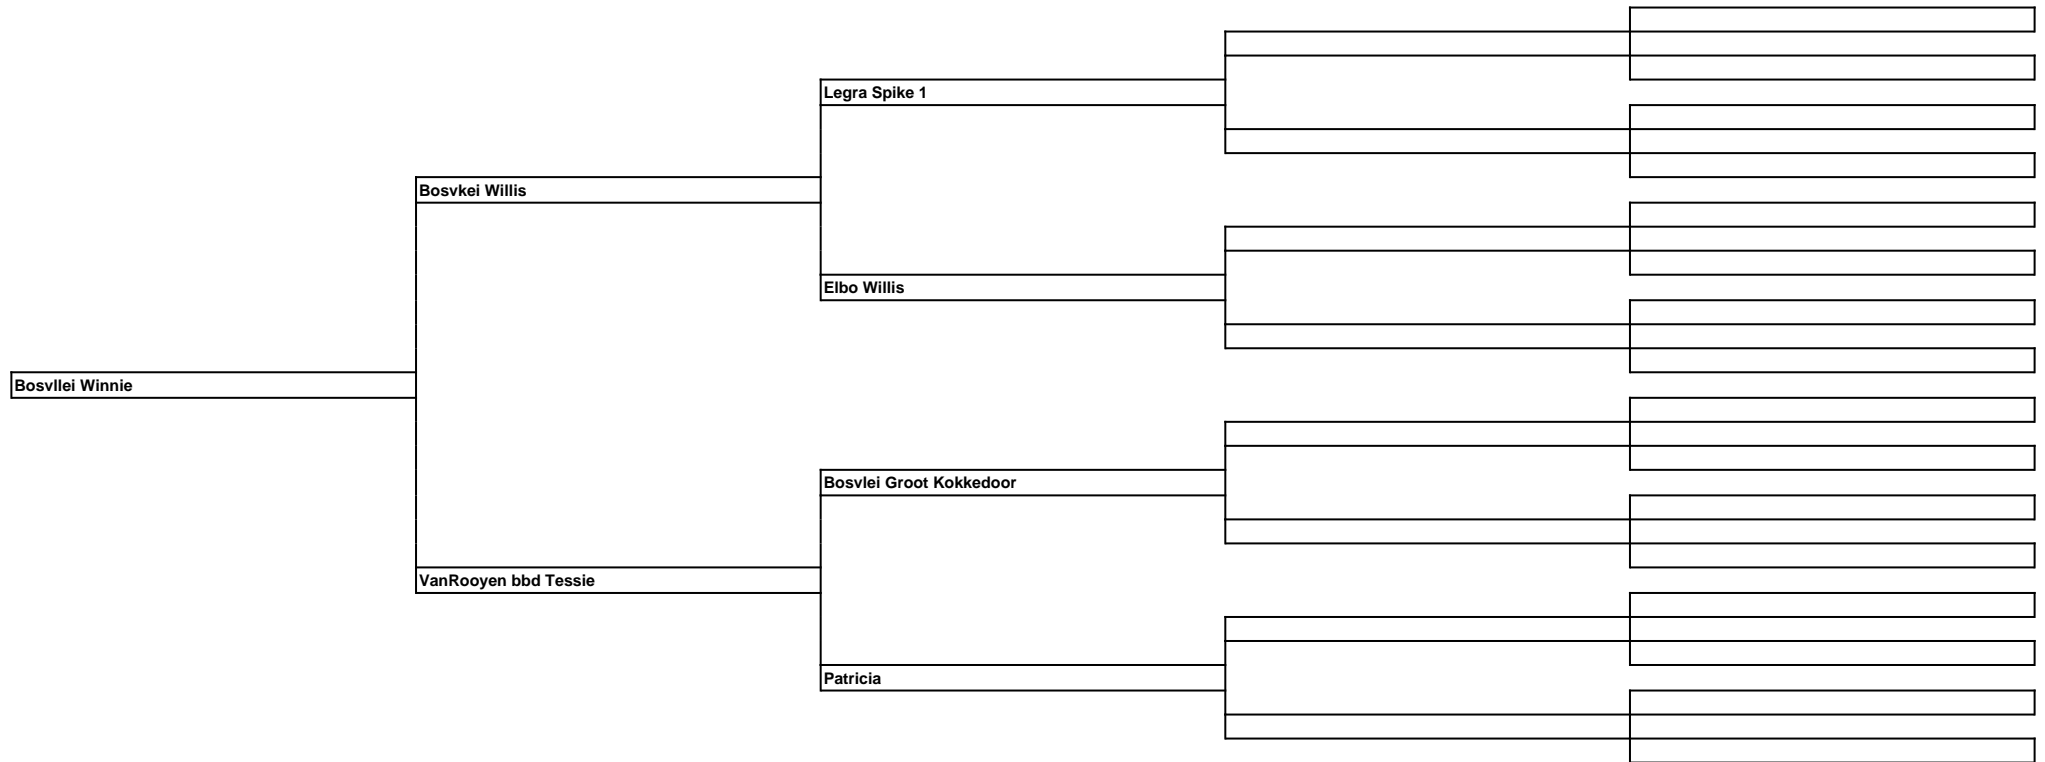 Legra Spike 1
Bosvkei Willis
Elbo Willis
Bosvllei Winnie
Bosvlei Groot Kokkedoor
VanRooyen bbd Tessie
Patricia